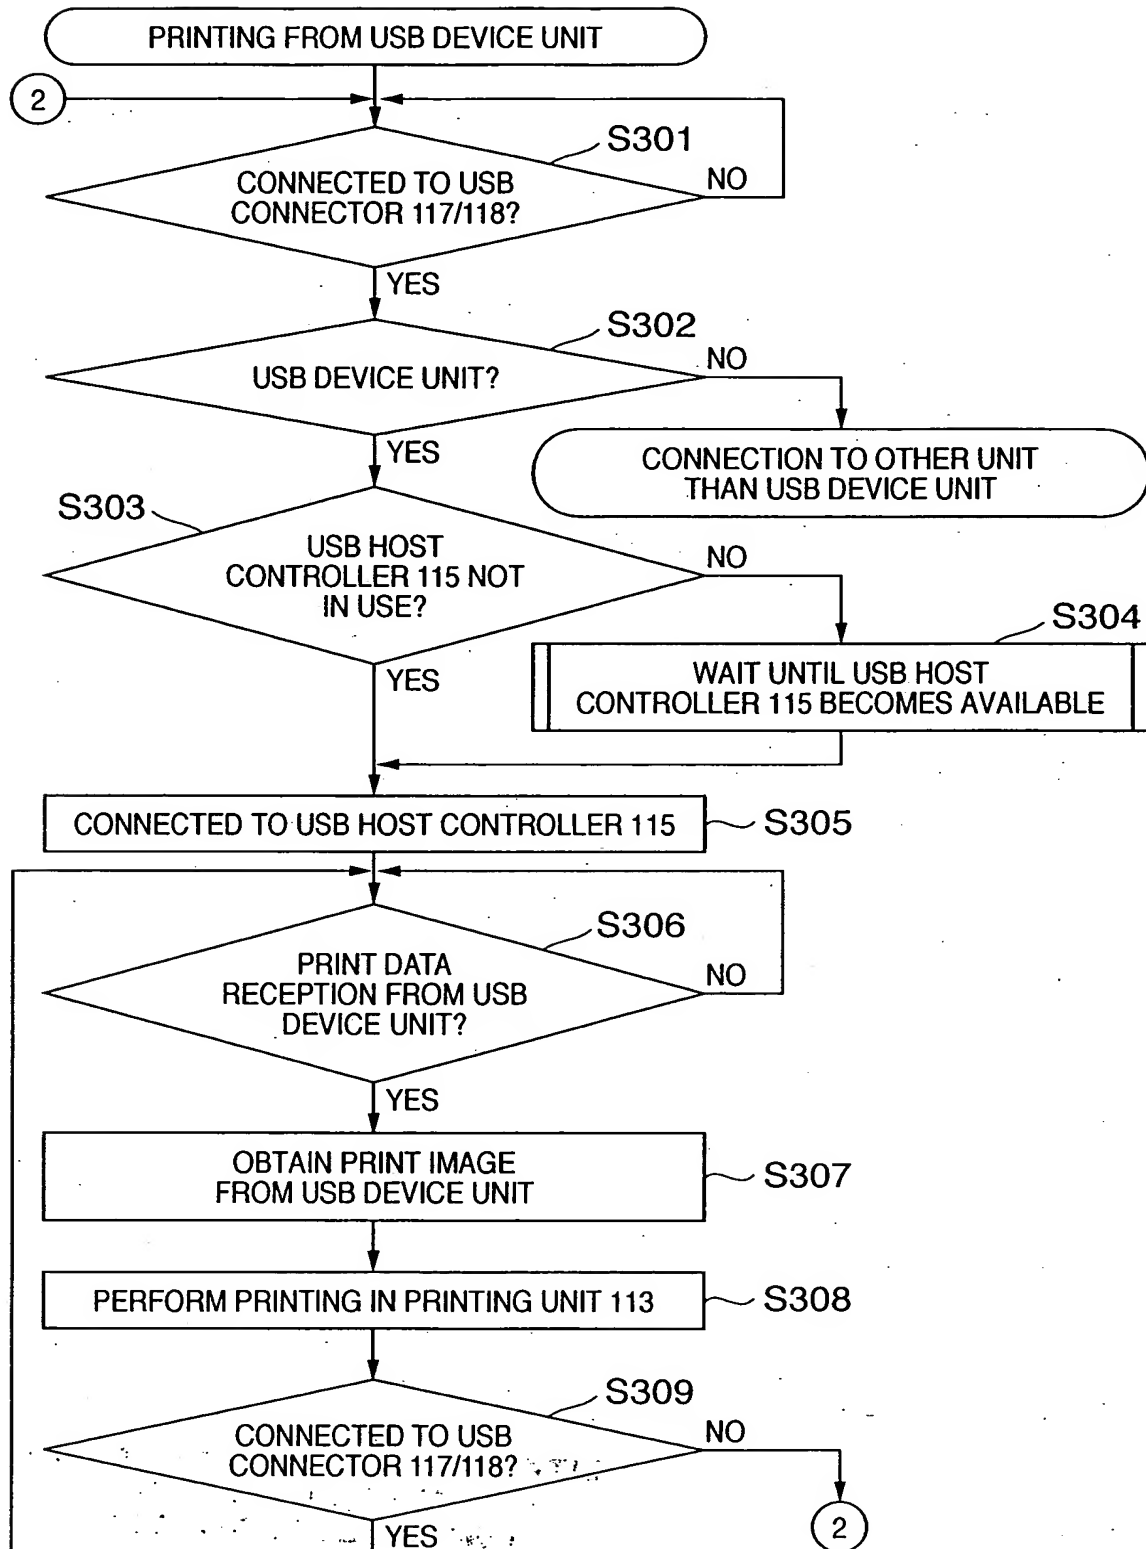 PRINTING FROM USB DEVICE UNIT
2
S301
CONNECTED TO USB
CONNECTOR 117/118?
NO
YES
S302
USB DEVICE UNIT?
NO
YES
CONNECTION TO OTHER UNIT
THAN USB DEVICE UNIT
S303
USB HOST
CONTROLLER 115 NOT
IN USE?
NO
YES
S304
WAIT UNTIL USB HOST
CONTROLLER 115 BECOMES AVAILABLE
CONNECTED TO USB HOST CONTROLLER 115
S305
S306
PRINT DATA
RECEPTION FROM USB
DEVICE UNIT?
NO
YES
OBTAIN PRINT IMAGE
FROM USB DEVICE UNIT
S307
PERFORM PRINTING IN PRINTING UNIT 113
S308
S309
CONNECTED TO USB
CONNECTOR 117/118?
NO
YES
2